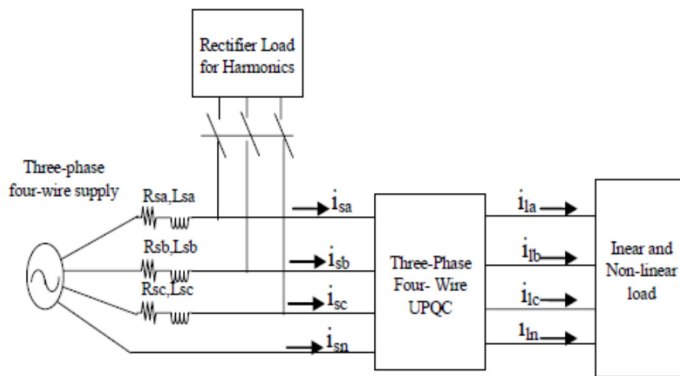 Rectifier Load
for Harmonics
Three-phase
four-wire supply
Rsa,Lsa
Rsb,Lsb
Rsc,Lsc
isa
isb
isc
isn
Three-Phase
Four- Wire
UPQC
ila
ilb
ilc
iln
Inear and
Non-linear
load